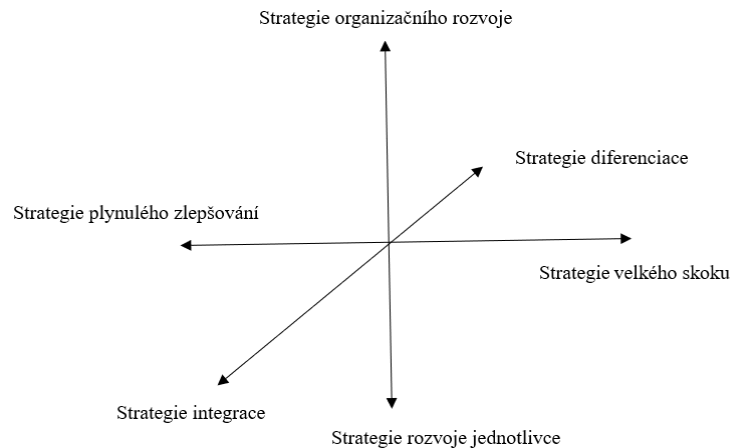 Strategie organizačního rozvoje
Strategie diferenciace
Strategie plynulého zlepšování
Strategie velkého skoku
Strategie integrace
Strategie rozvoje jednotlivce